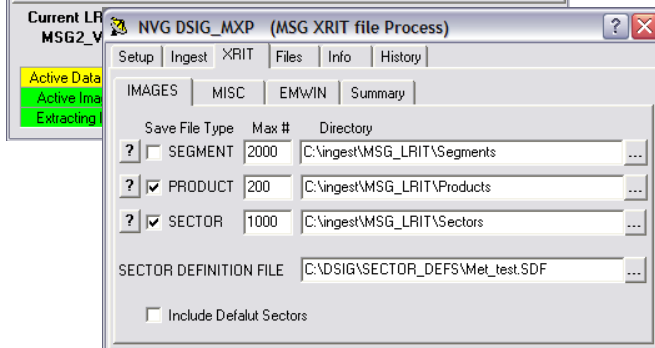 Current LR
MSG2_V
Active Data
Active Ima
Extracting
NVG DSIG_MXP (MSG XRIT file Process)
?
Setup Ingest XRIT Files Info History
IMAGES MISC EMWIN Summary
Save File Type Max # Directory
? SEGMENT 2000 C:\ingest\MSG_LRIT\Segments ...
? PRODUCT 200 C:\ingest\MSG_LRIT\Products ...
? SECTOR 1000 C:\ingest\MSG_LRIT\Sectors ...
SECTOR DEFINITION FILE C:\DSIG\SECTOR_DEFS\Met_test.SDF ...
Include Defalut Sectors